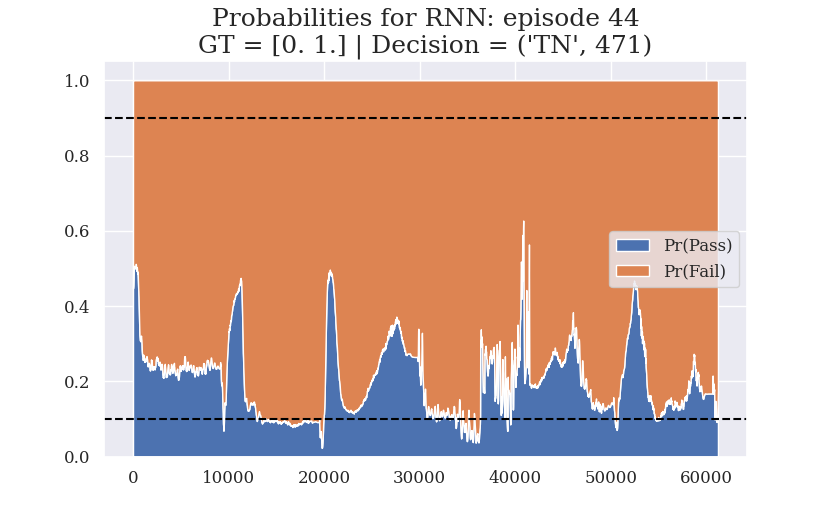 Probabilities for RNN: episode 44
GT = [0. 1.] | Decision = ('TN', 471)
1.0
0.8
0.6
0.4
0.2
0.0
Pr(Pass)
Pr(Fail)
0 10000 20000 30000 40000 50000 60000